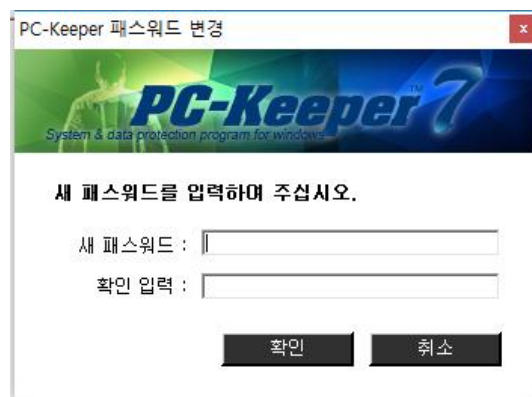 PC-Keeper 패스워드 변경
x
PC-Keeper™ 7
System & data protection program for windows
새 패스워드를 입력하여 주십시오.
새 패스워드 :
확인 입력 :
확인 취소